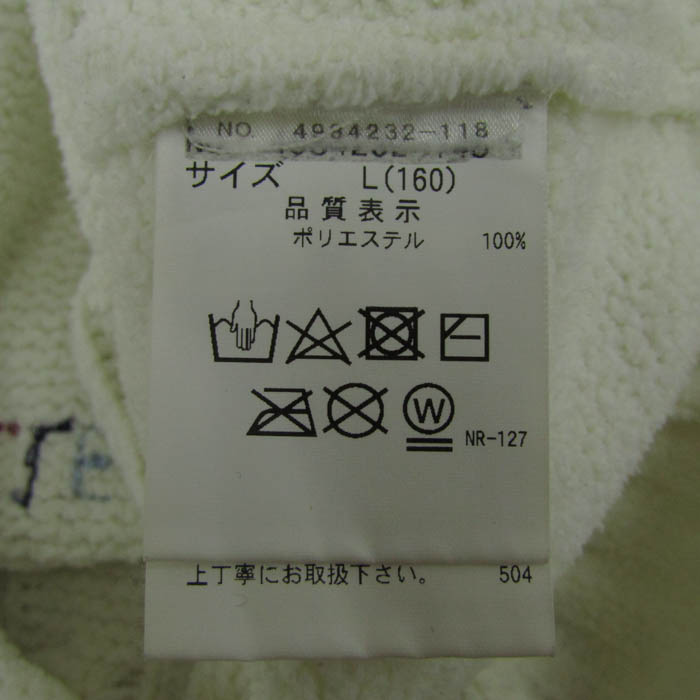 NO. 4934232-118
サイズ L(160)
品質表示
ポリエステル 100%
W
NR-127
上丁寧にお取扱下さい。 504